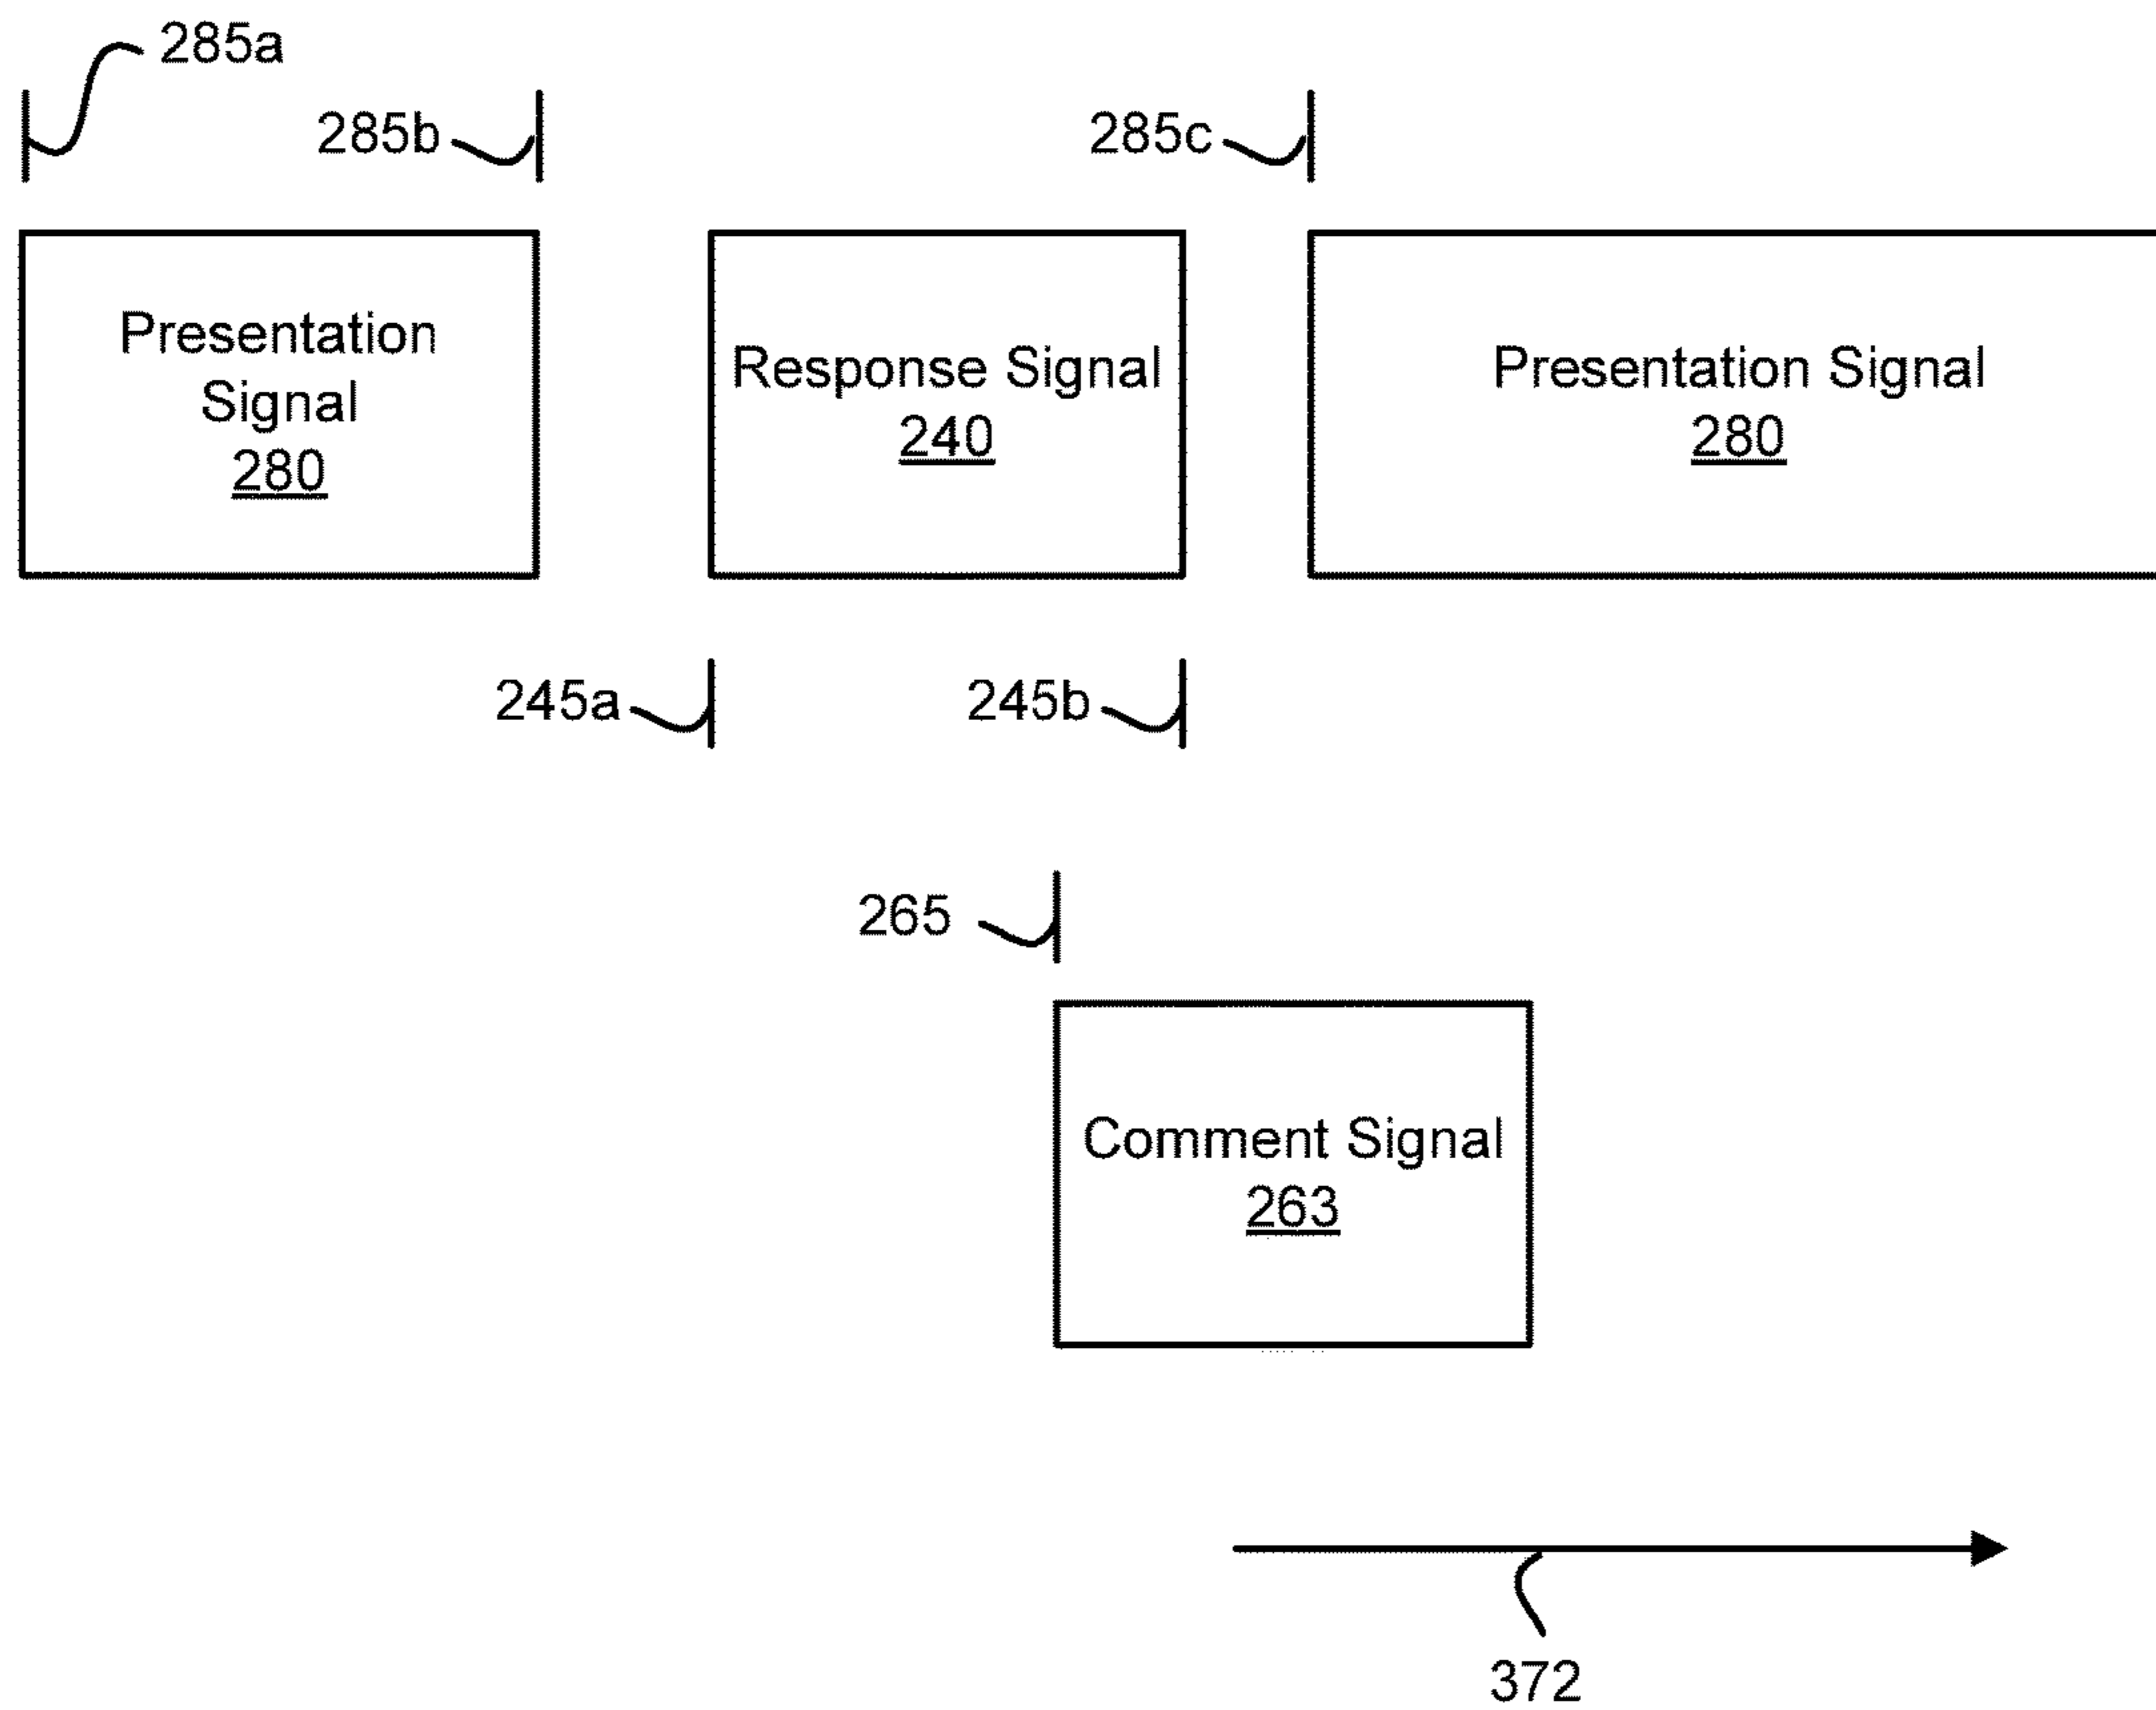 285a
285b
285c
Presentation
Signal
280
Response Signal
240
Presentation Signal
280
245a
245b
265
Comment Signal
263
372